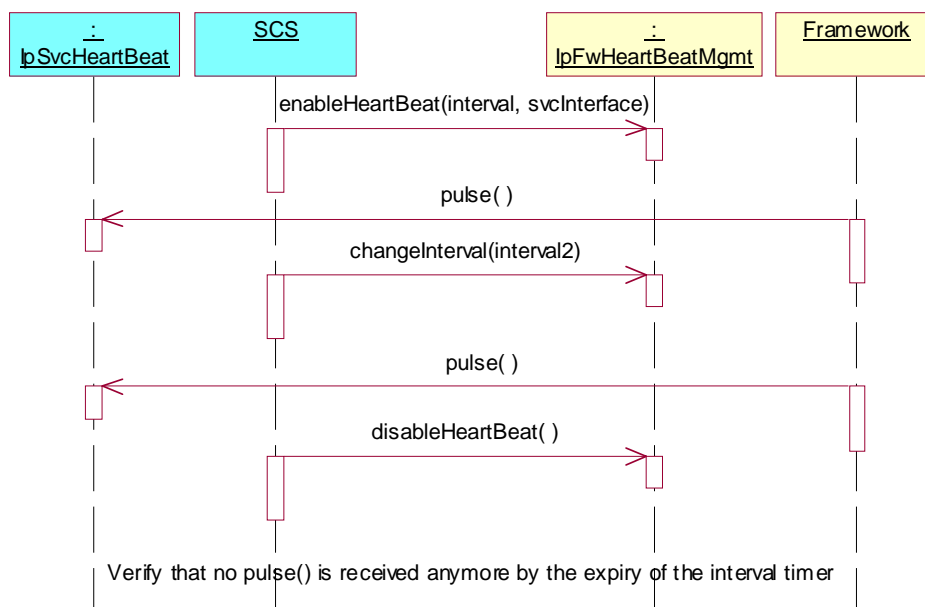 :
IpSvcHeartBeat
SCS
:
IpFwHeartBeatMgmt
Framework
enableHeartBeat(interval, svcInterface)
pulse( )
changeInterval(interval2)
pulse( )
disableHeartBeat( )
Verify that no pulse() is received anymore by the expiry of the interval timer